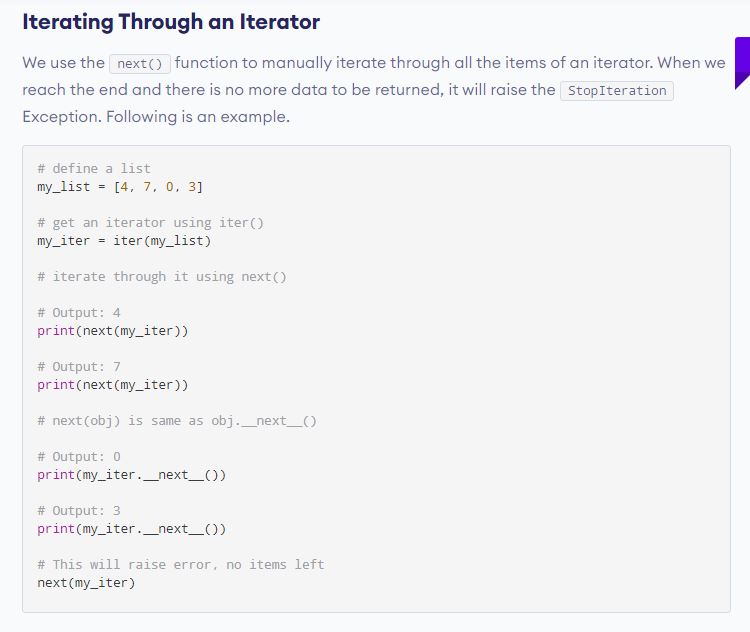 Iterating Through an Iterator
We use the next() function to manually iterate through all the items of an iterator. When we
reach the end and there is no more data to be returned, it will raise the StopIteration
Exception. Following is an example.
# define a list
my_list = [4, 7, 0, 3]
# get an iterator using iter()
my_iter = iter(my_list)
# iterate through it using next()
# Output: 4
print(next(my_iter))
# Output: 7
print(next(my_iter))
# next(obj) is same as obj.__next__()
# Output: 0
print(my_iter.__next__())
# Output: 3
print(my_iter.__next__())
# This will raise error, no items left
next(my_iter)